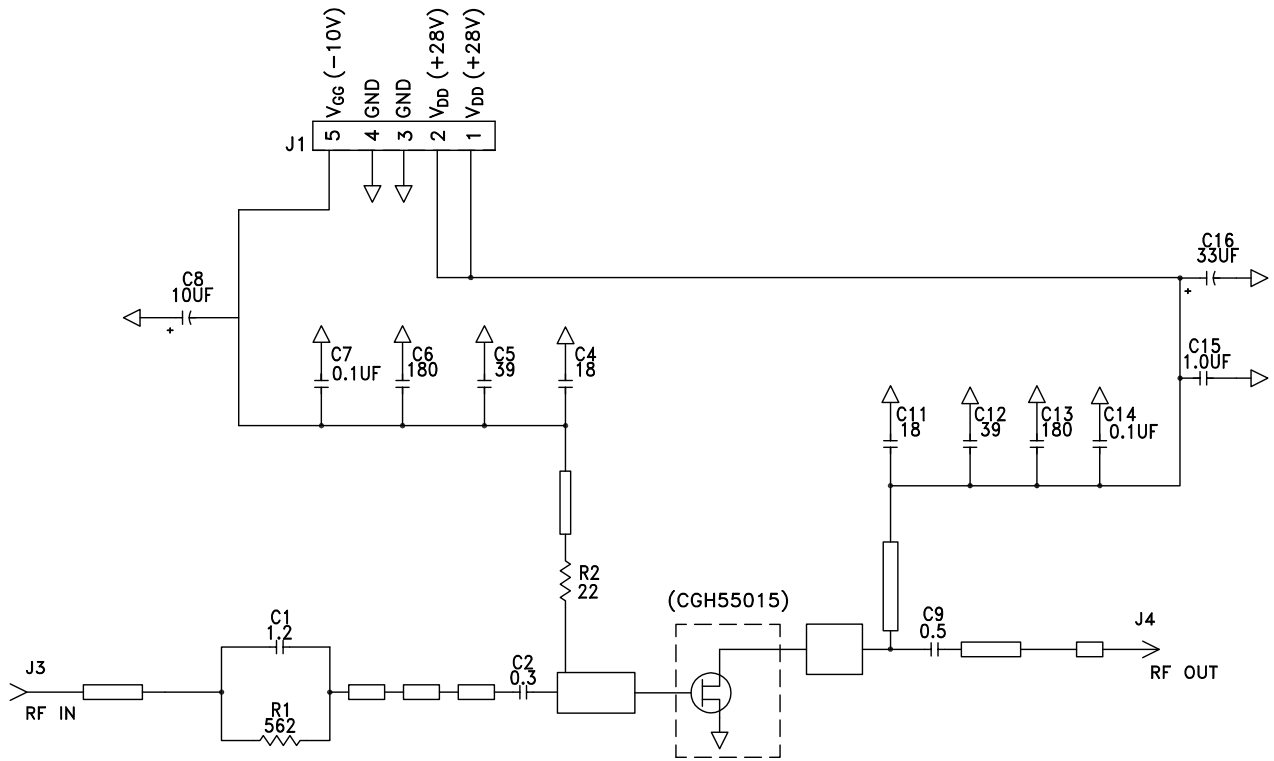 VGG (-10V)
GND
GND
VDD (+28V)
VDD (+28V)
J1
5
4
3
2
1
C16
33UF
+
C8
10UF
+
C15
1.0UF
C7
0.1UF
C6
180
C5
39
C4
18
C11
18
C12
39
C13
180
C14
0.1UF
R2
22
(CGH55015)
C9
0.5
J4
RF OUT
C1
1.2
J3
RF IN
R1
562
C2
0.3